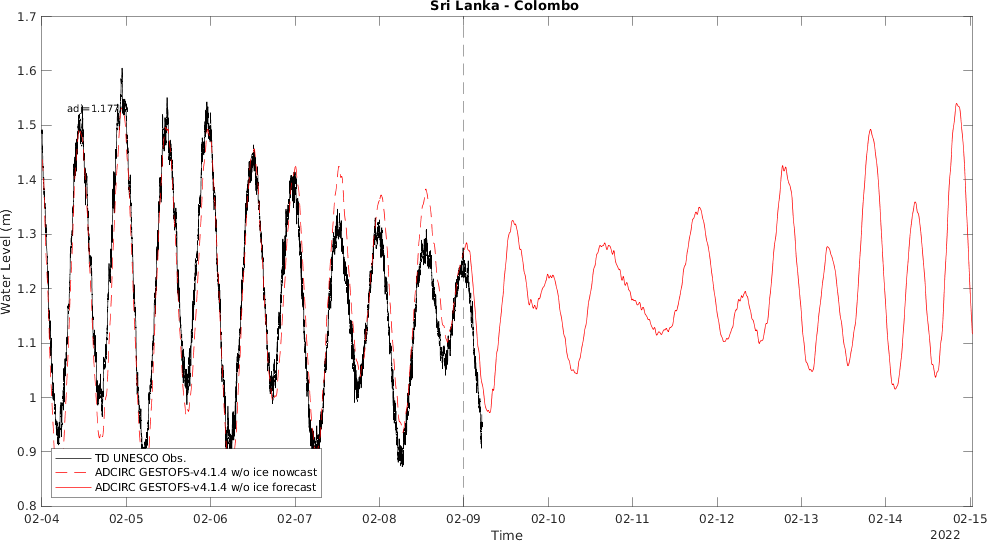 Sri Lanka - Colombo
1.7
1.6
1.5
1.4
1.3
1.2
1.1
1
0.9
0.8
Water Level (m)
TD UNESCO Obs.
ADCIRC GESTOFS-v4.1.4 w/o ice nowcast
ADCIRC GESTOFS-v4.1.4 w/o ice forecast
02-04 02-05 02-06 02-07 02-08 02-09 02-10 02-11 02-12 02-13 02-14 02-15
Time
2022